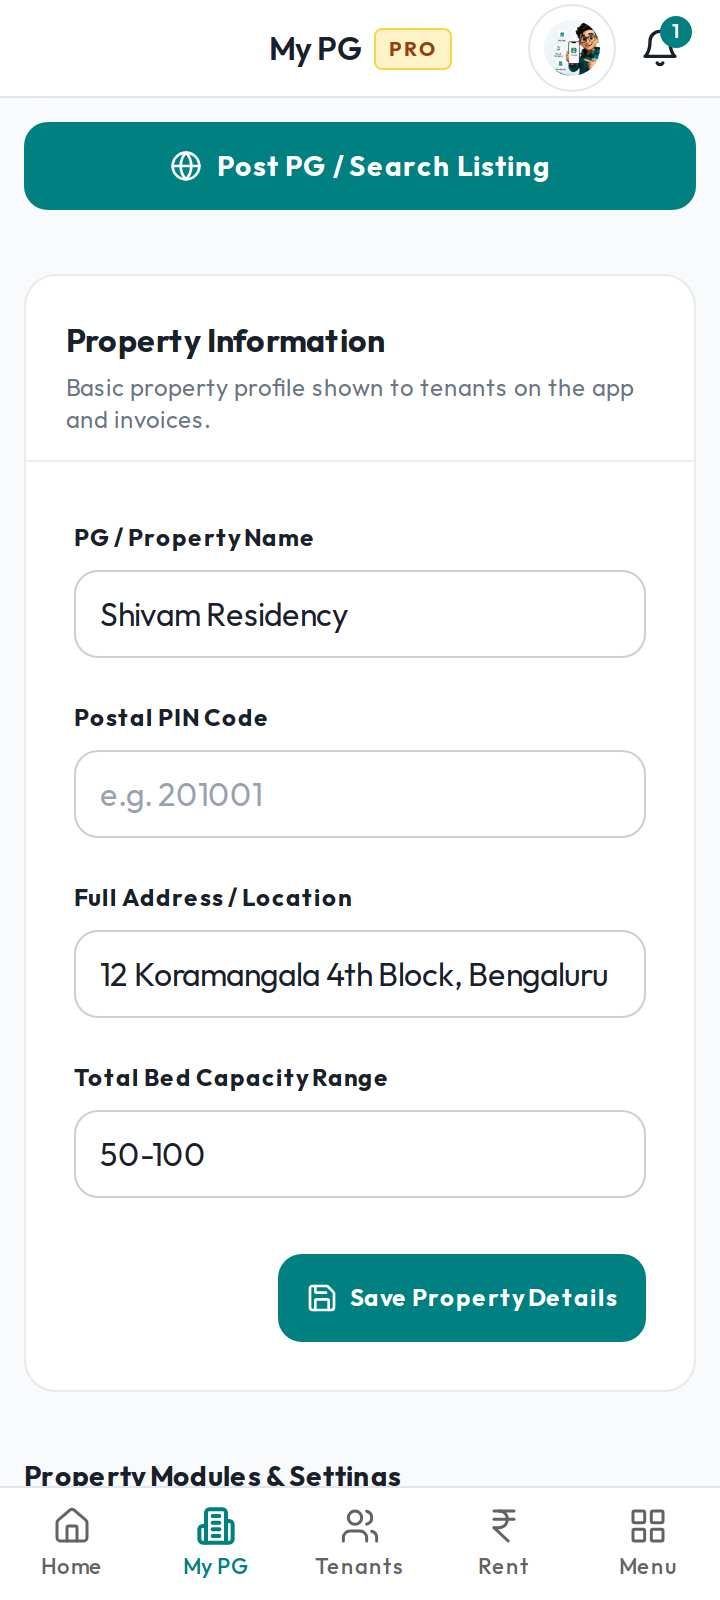 My PG PRO
1
Post PG / Search Listing
Property Information
Basic property profile shown to tenants on the app
and invoices.
PG / Property Name
Shivam Residency
Postal PIN Code
e.g. 201001
Full Address / Location
12 Koramangala 4th Block, Bengaluru
Total Bed Capacity Range
50-100
Save Property Details
Property Modules & Settings
Home My PG Tenants Rent Menu